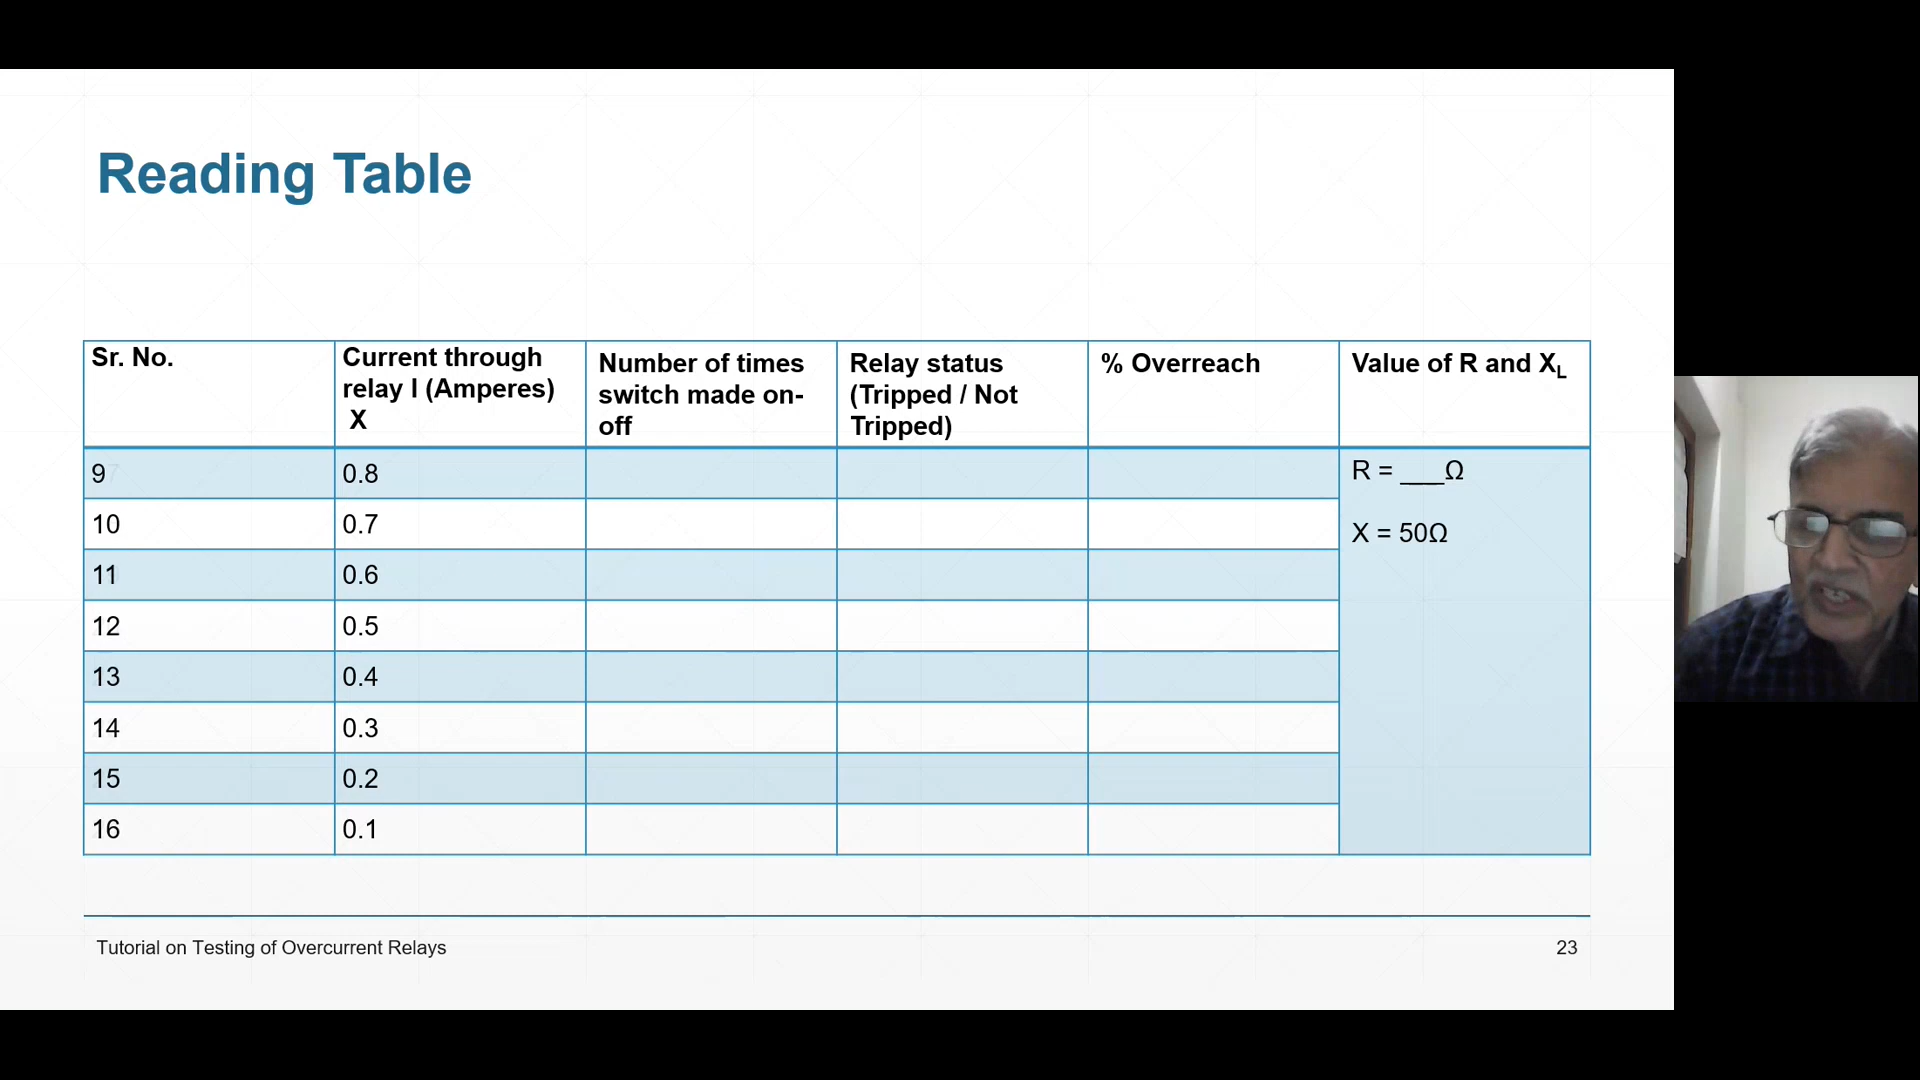 Reading Table
Sr. No.
Current through
relay I (Amperes)
X
Number of times
switch made on-
off
Relay status
(Tripped / Not
Tripped)
% Overreach
Value of R and XL
9 0.8
R = ___Ω
X = 50Ω
10 0.7
11 0.6
12 0.5
13 0.4
14 0.3
15 0.2
16 0.1
Tutorial on Testing of Overcurrent Relays
23